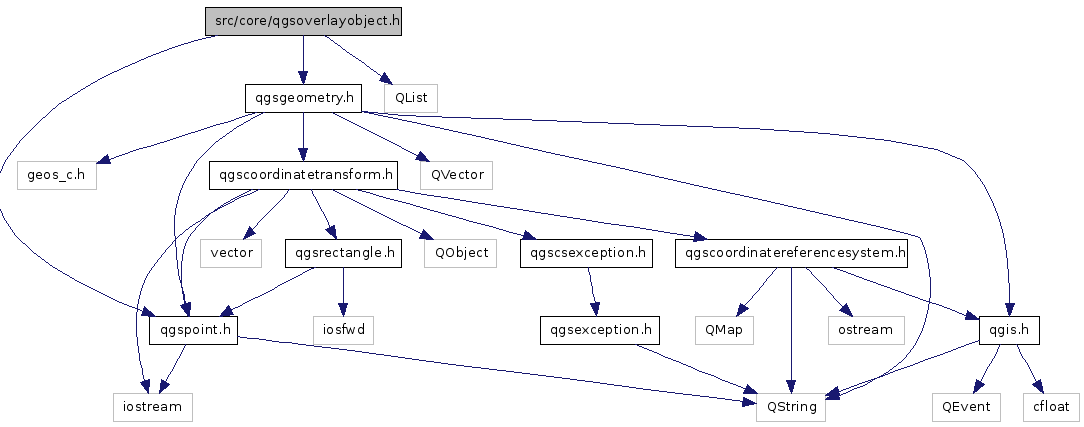 src/core/qgsoverlayobject.h
qgsgeometry.h
QList
geos_c.h
qgscoordinatetransform.h
QVector
vector
qgsrectangle.h
QObject
qgscsexception.h
qgscoordinatereferencesystem.h
qgspoint.h
iosfwd
qgsexception.h
QMap
ostream
qgis.h
iostream
QString
QEvent
cfloat